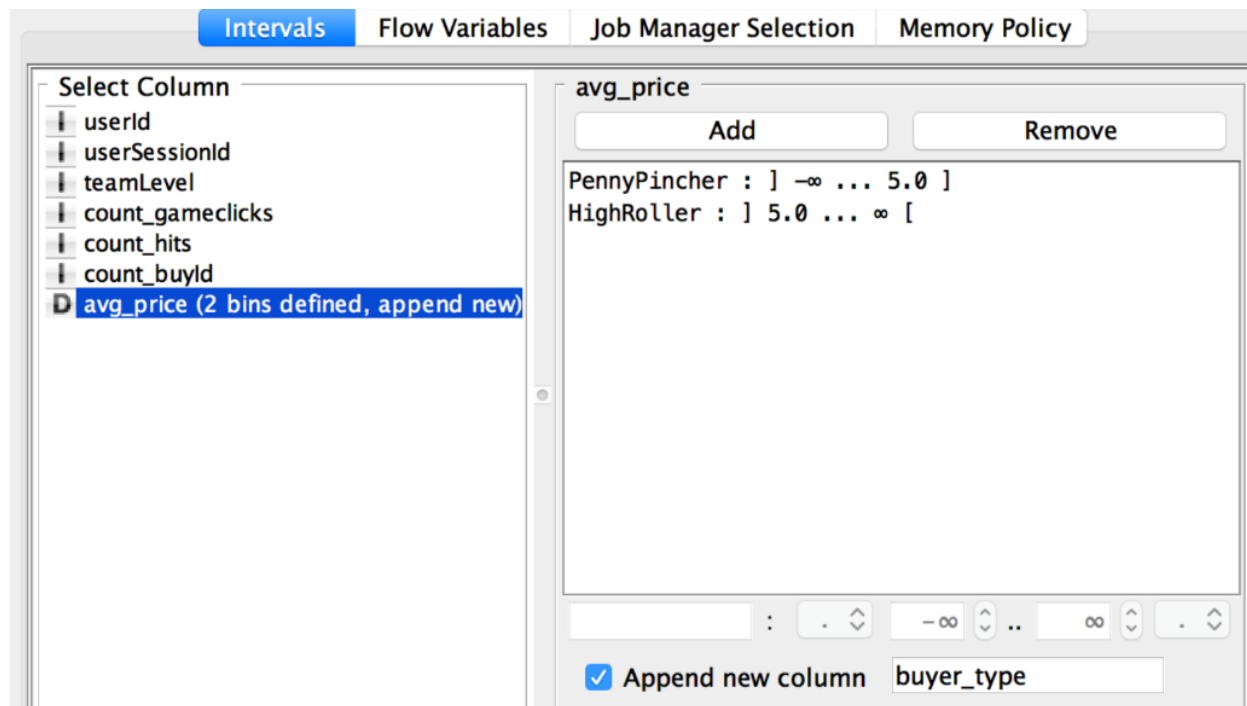 Intervals Flow Variables Job Manager Selection Memory Policy
Select Column
I userId
I userSessionId
I teamLevel
I count_gameclicks
I count_hits
I count_buyId
D avg_price (2 bins defined, append new)
avg_price
Add Remove
PennyPincher : ] -∞ ... 5.0 ]
HighRoller : ] 5.0 ... ∞ [
: . -∞ .. ∞ .
Append new column buyer_type